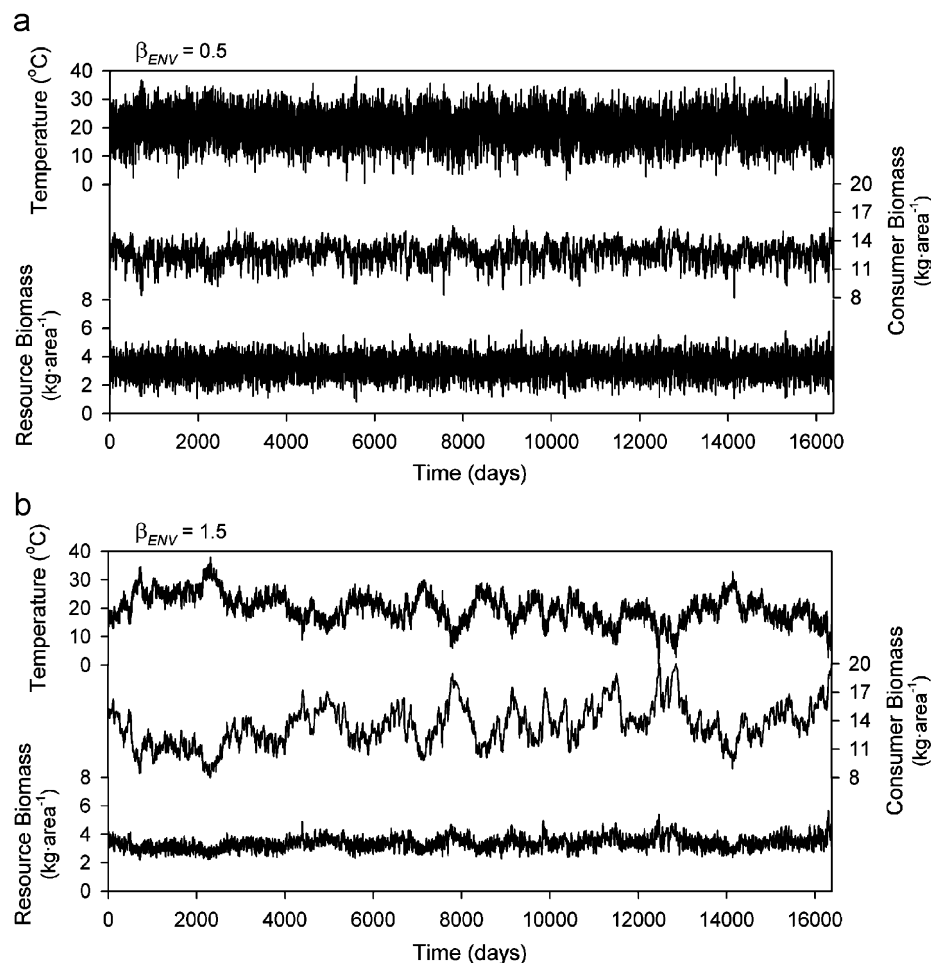 a
β_ENV = 0.5
Temperature (°C)
40
30
20
10
0
Consumer Biomass
(kg·area⁻¹)
20
17
14
11
8
Resource Biomass
(kg·area⁻¹)
8
6
4
2
0
0 2000 4000 6000 8000 10000 12000 14000 16000
Time (days)
b
β_ENV = 1.5
Temperature (°C)
40
30
20
10
0
Consumer Biomass
(kg·area⁻¹)
20
17
14
11
8
Resource Biomass
(kg·area⁻¹)
8
6
4
2
0
0 2000 4000 6000 8000 10000 12000 14000 16000
Time (days)